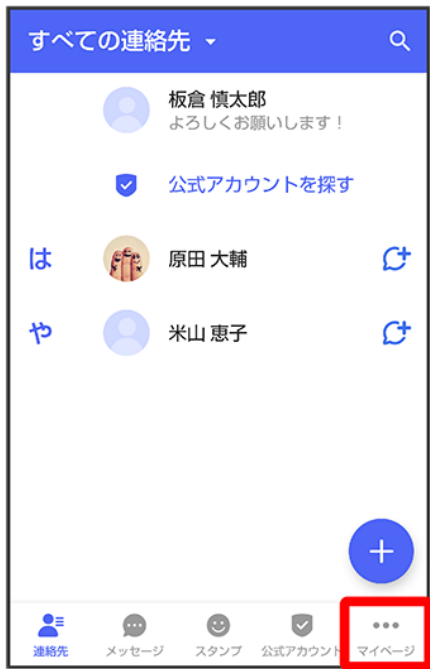 すべての連絡先
板倉 慎太郎
よろしくお願いします！
公式アカウントを探す
は
原田 大輔
や
米山 恵子
連絡先
メッセージ
スタンプ
公式アカウント
マイページ